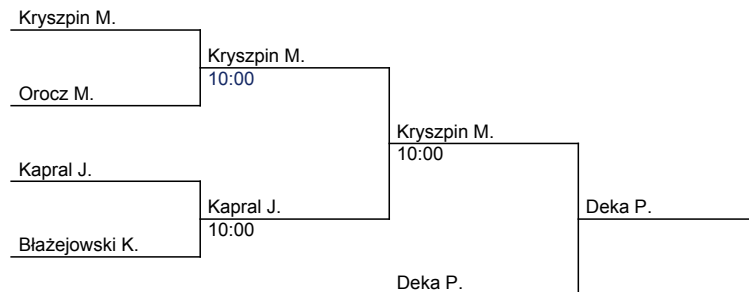 Kryszpin M.
Kryszpin M.
10:00
Orocz M.
Kryszpin M.
10:00
Kapral J.
Kapral J.
10:00
Deka P.
Błażejowski K.
Deka P.